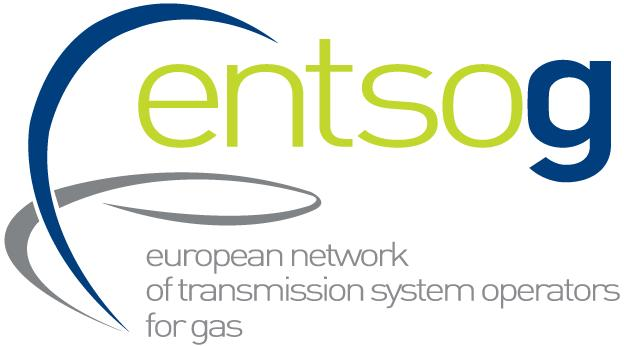 entsog
european network
of transmission system operators
for gas